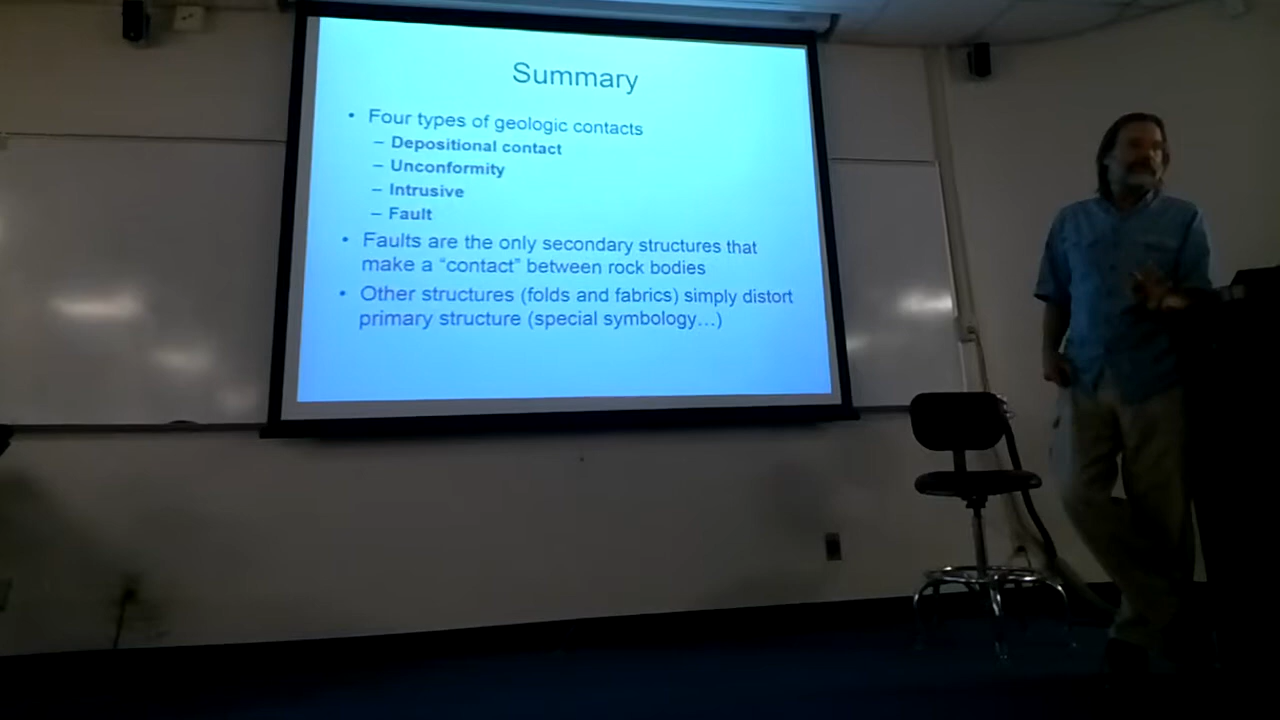 Summary
• Four types of geologic contacts
– Depositional contact
– Unconformity
– Intrusive
– Fault
• Faults are the only secondary structures that
make a “contact” between rock bodies
• Other structures (folds and fabrics) simply distort
primary structure (special symbology…)